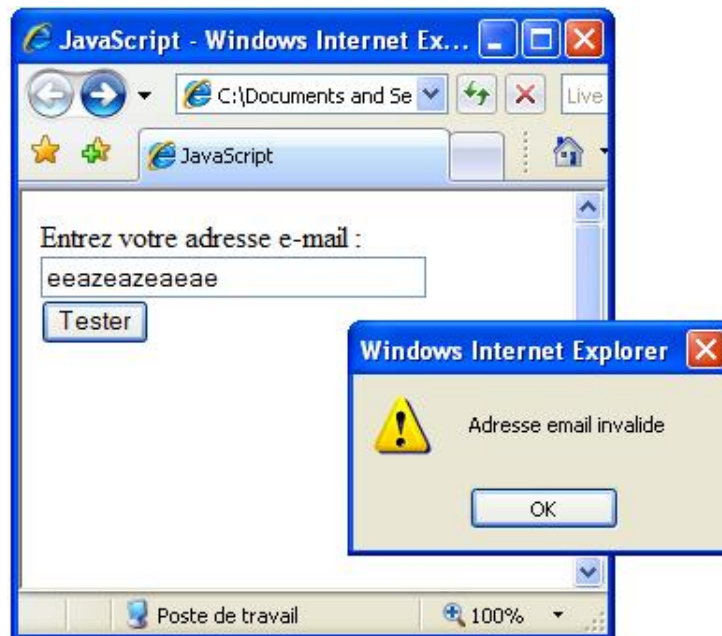 JavaScript - Windows Internet Ex...
C:\Documents and Se
Live
JavaScript
Entrez votre adresse e-mail :
eeazeazeaeae
Tester
Windows Internet Explorer
Adresse email invalide
OK
Poste de travail
100%